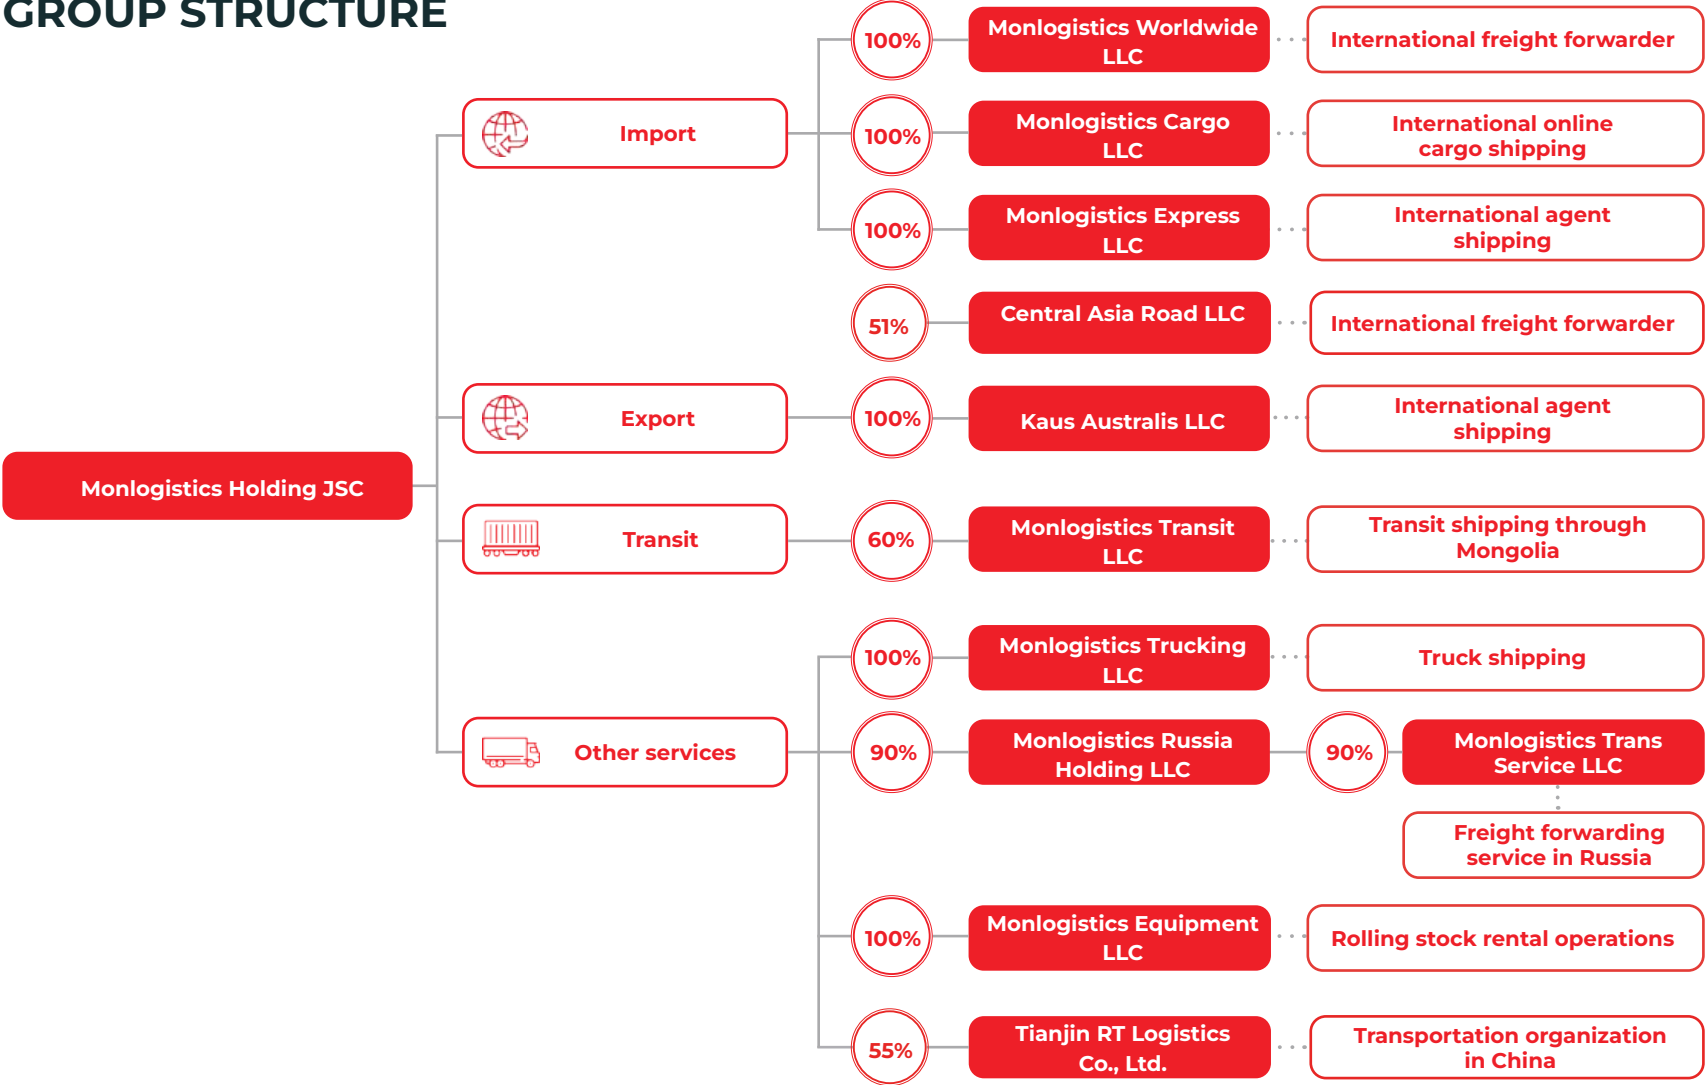 GROUP STRUCTURE
Monlogistics Holding JSC
Import
100%
Monlogistics Worldwide
LLC
International freight forwarder
100%
Monlogistics Cargo
LLC
International online
cargo shipping
100%
Monlogistics Express
LLC
International agent
shipping
51%
Central Asia Road LLC
International freight forwarder
Export
100%
Kaus Australis LLC
International agent
shipping
Transit
60%
Monlogistics Transit
LLC
Transit shipping through
Mongolia
Other services
100%
Monlogistics Trucking
LLC
Truck shipping
90%
Monlogistics Russia
Holding LLC
90%
Monlogistics Trans
Service LLC
Freight forwarding
service in Russia
100%
Monlogistics Equipment
LLC
Rolling stock rental operations
55%
Tianjin RT Logistics
Co., Ltd.
Transportation organization
in China